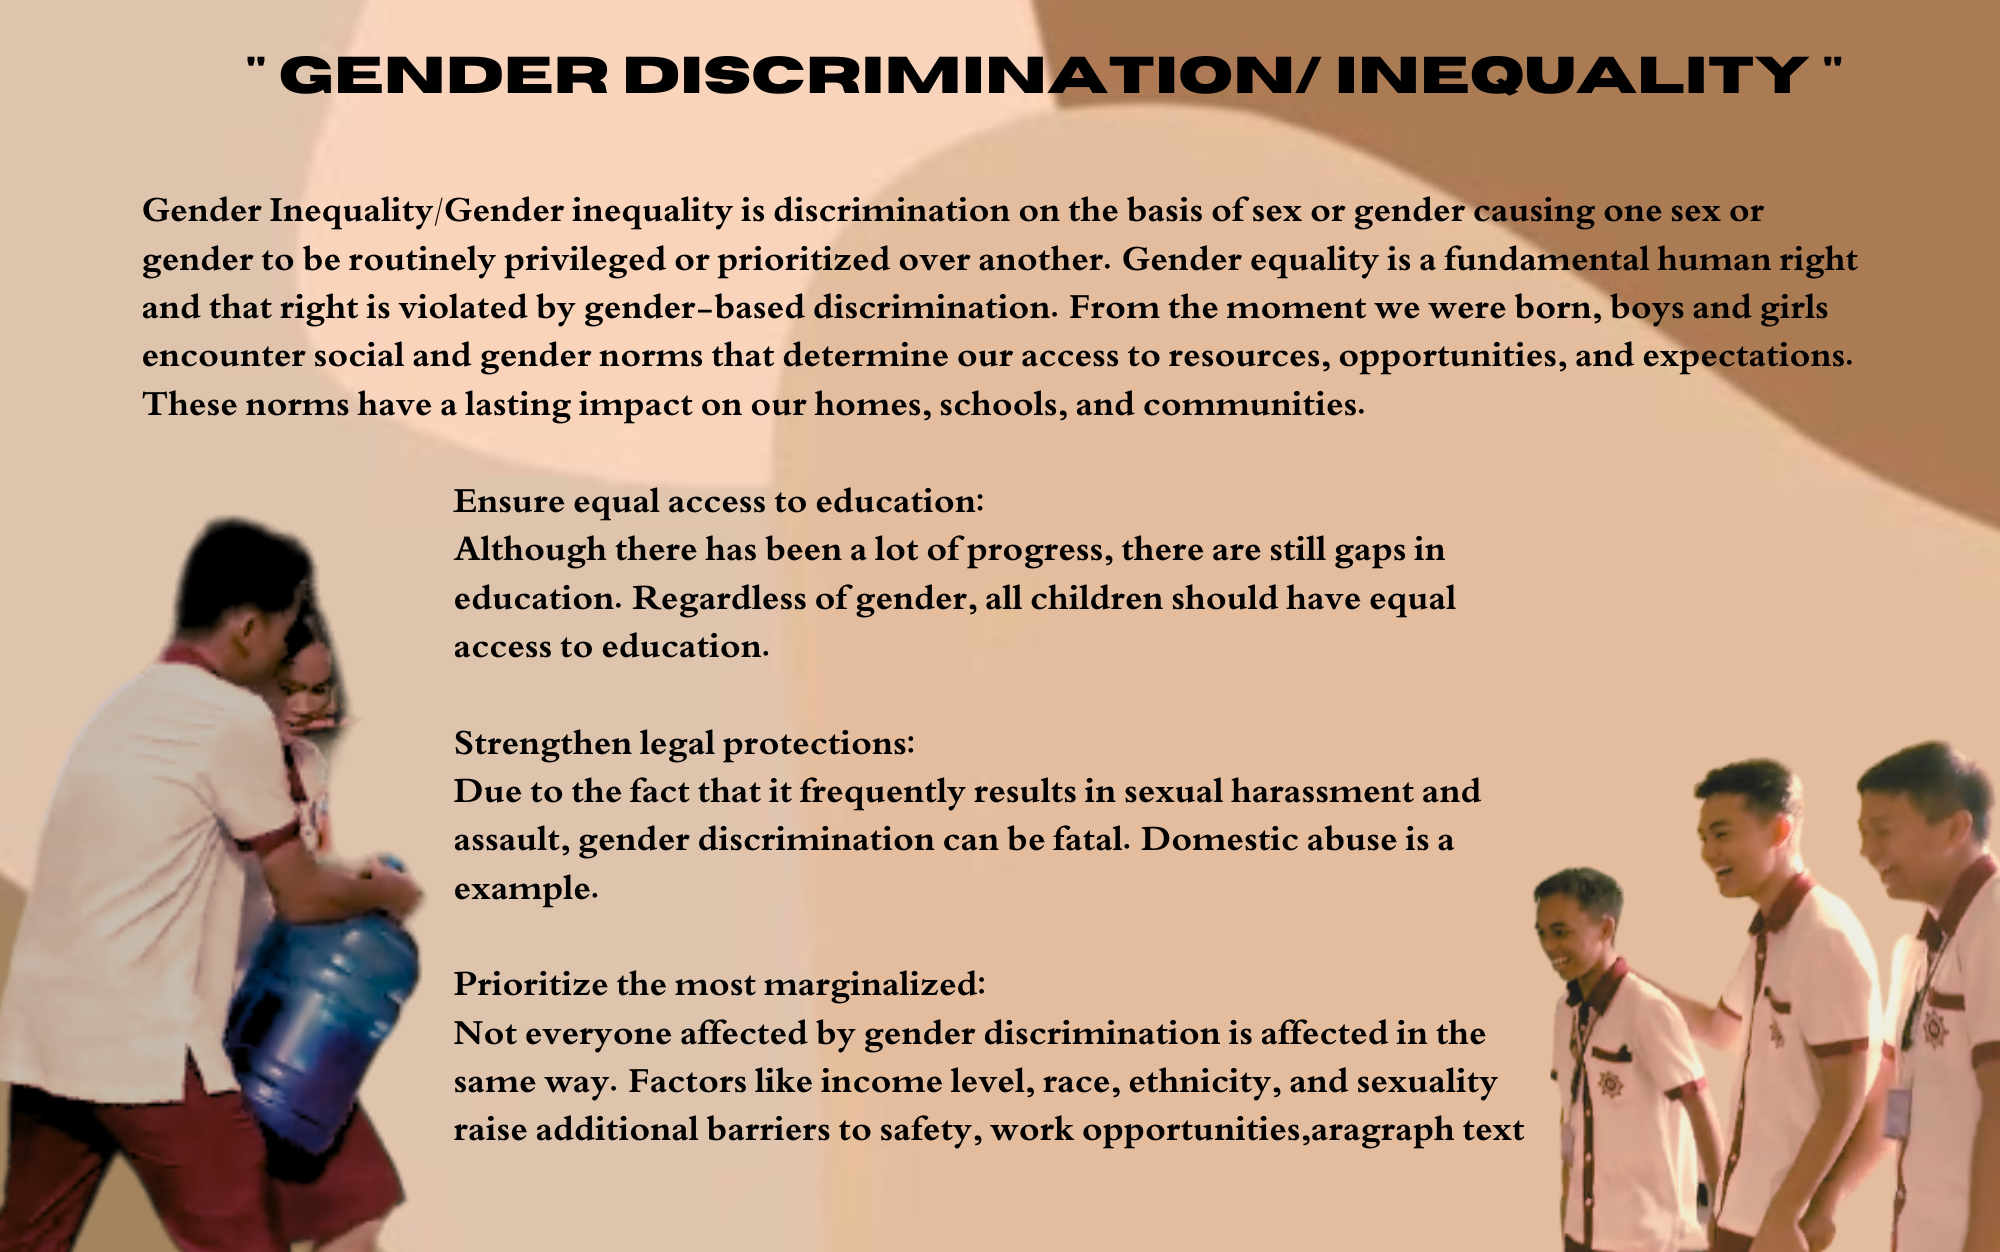 " GENDER DISCRIMINATION/ INEQUALITY "
Gender Inequality/Gender inequality is discrimination on the basis of sex or gender causing one sex or
gender to be routinely privileged or prioritized over another. Gender equality is a fundamental human right
and that right is violated by gender-based discrimination. From the moment we were born, boys and girls
encounter social and gender norms that determine our access to resources, opportunities, and expectations.
These norms have a lasting impact on our homes, schools, and communities.
Ensure equal access to education:
Although there has been a lot of progress, there are still gaps in
education. Regardless of gender, all children should have equal
access to education.
Strengthen legal protections:
Due to the fact that it frequently results in sexual harassment and
assault, gender discrimination can be fatal. Domestic abuse is a
example.
Prioritize the most marginalized:
Not everyone affected by gender discrimination is affected in the
same way. Factors like income level, race, ethnicity, and sexuality
raise additional barriers to safety, work opportunities,aragraph text